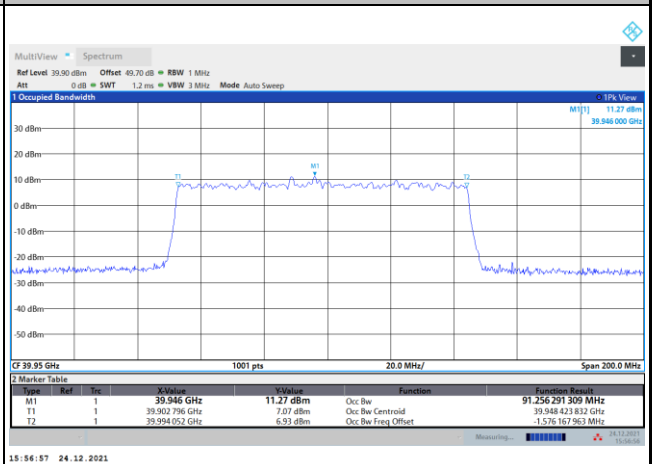 MultiView Spectrum
Ref Level 39.90 dBm Offset 49.70 dB RBW 1 MHz
Att 0 dB SWT 1.2 ms VBW 3 MHz Mode Auto Sweep
1 Occupied Bandwidth 1Pk View
M1[1] 11.27 dBm
39.946 000 GHz
30 dBm
20 dBm
M1
T1 T2
10 dBm
0 dBm
-10 dBm
-20 dBm
-30 dBm
-40 dBm
-50 dBm
CF 39.95 GHz 1001 pts 20.0 MHz/ Span 200.0 MHz
2 Marker Table
Type Ref Trc X-Value Y-Value Function Function Result
M1 1 39.946 GHz 11.27 dBm Occ Bw 91.256 291 309 MHz
T1 1 39.902 796 GHz 7.07 dBm Occ Bw Centroid 39.948 423 832 GHz
T2 1 39.994 052 GHz 6.93 dBm Occ Bw Freq Offset -1.576 167 963 MHz
Measuring... 24.12.2021
15:56:56
15:56:57 24.12.2021